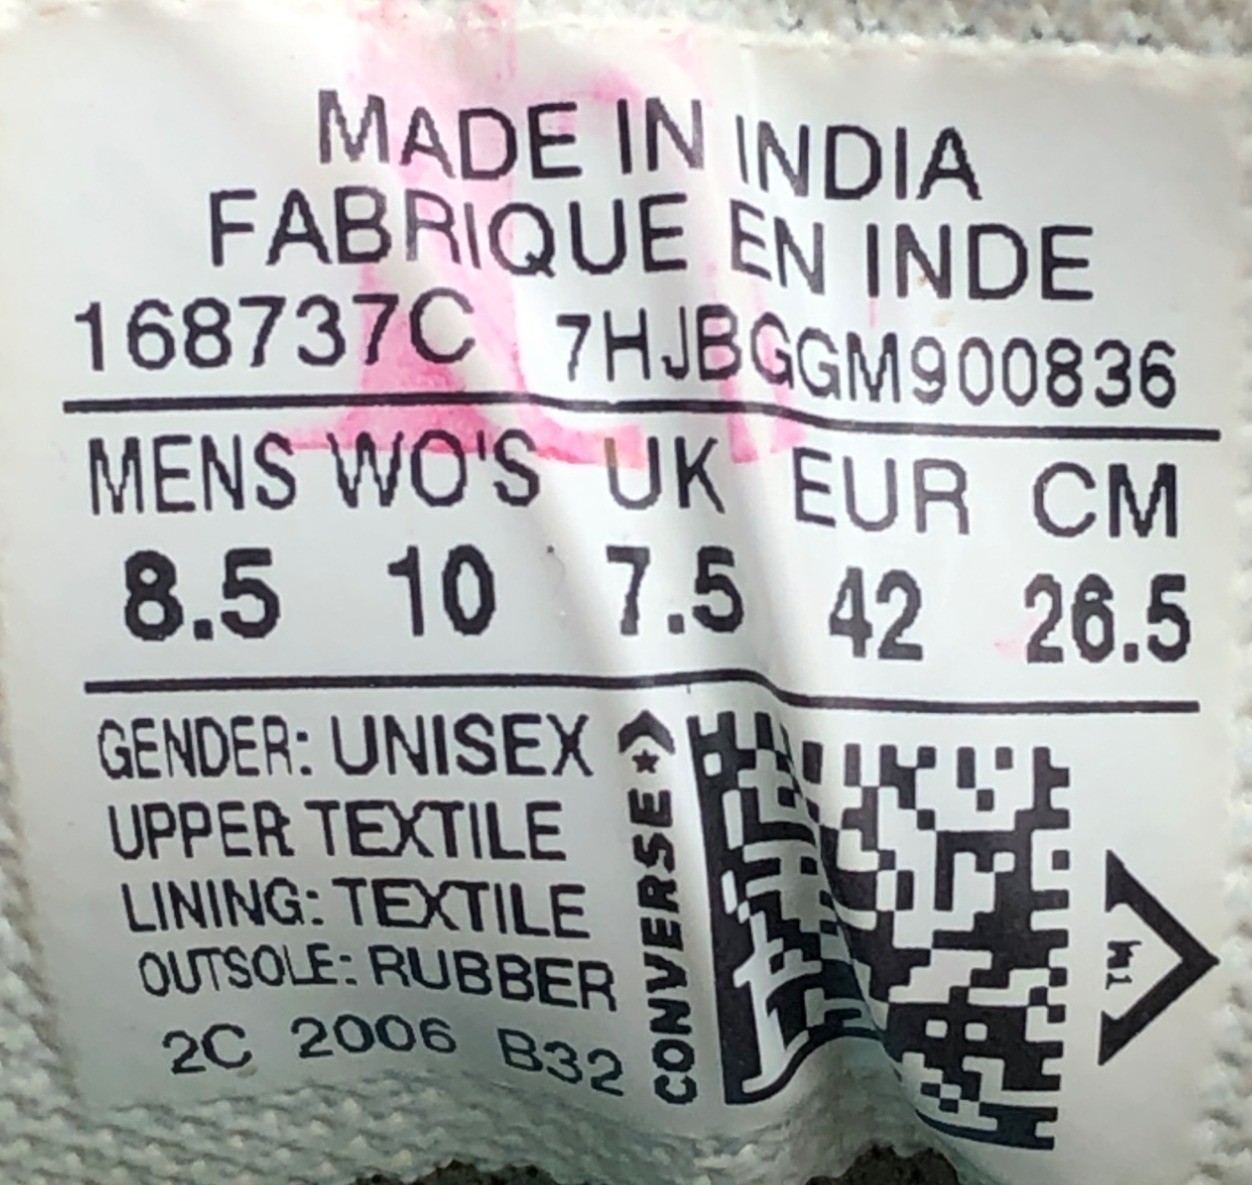 MADE IN INDIA
FABRIQUE EN INDE
168737C 7HJBGGM900836
MENS WO'S UK EUR CM
8.5 10 7.5 42 26.5
GENDER: UNISEX
UPPER TEXTILE
LINING: TEXTILE
OUTSOLE: RUBBER
2C 2006 B32
CONVERSE